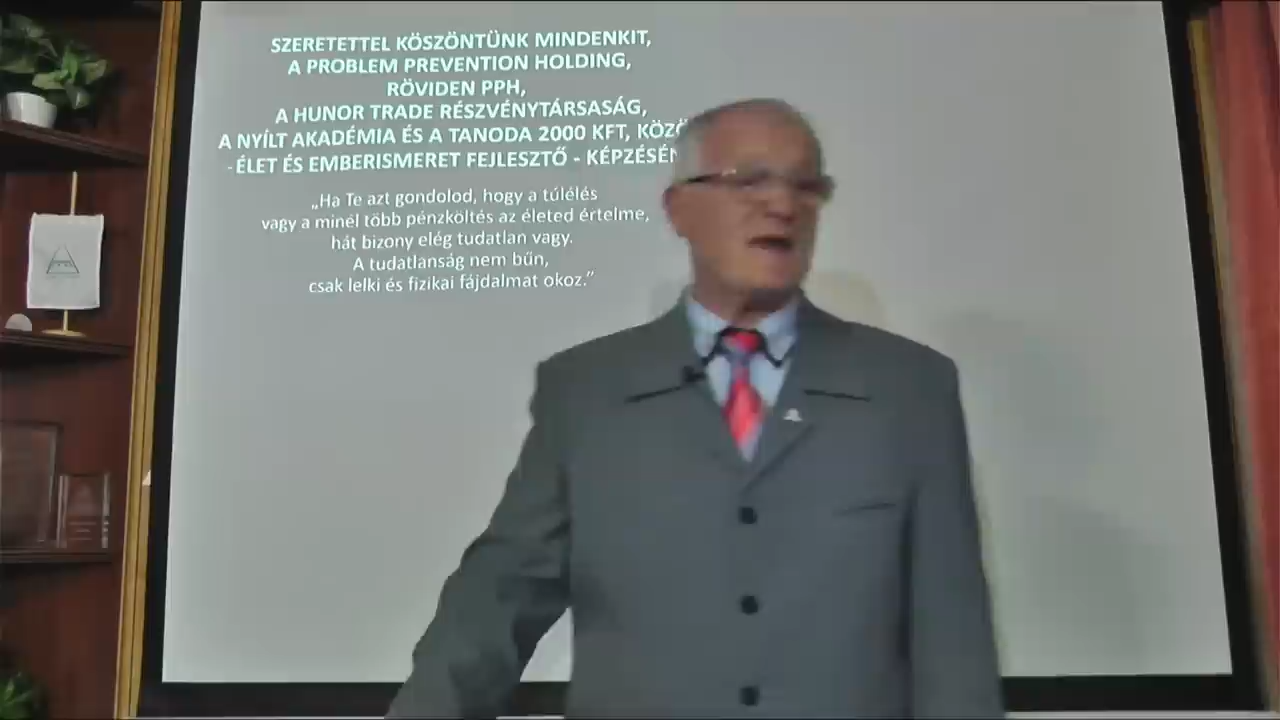 SZERETETTEL KÖSZÖNTÜNK MINDENKIT,
A PROBLEM PREVENTION HOLDING,
RÖVIDEN PPH,
A HUNOR TRADE RÉSZVÉNYTÁRSASÁG,
A NYÍLT AKADÉMIA ÉS A TANODA 2000 KFT,
- ÉLET ÉS EMBERISMERET FEJLESZTŐ -
„Ha Te azt gondolod, hogy a túlélés
vagy a minél több pénzköltés az életed értelme,
hát bizony elég tudatlan vagy.
A tudatlanság nem bűn,
csak lelki és fizikai fájdalmat okoz.”